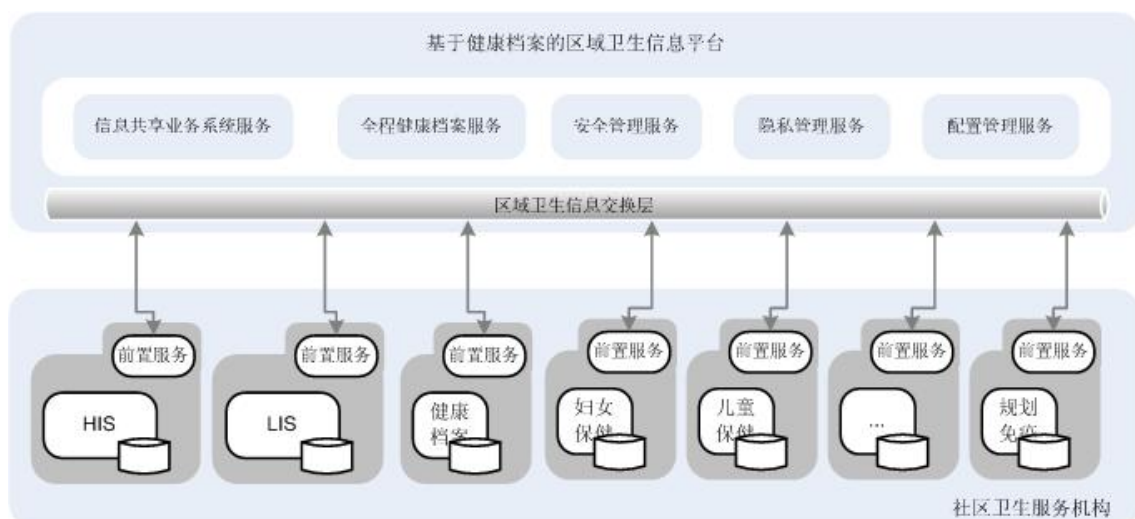 基于健康档案的区域卫生信息平台
信息共享业务系统服务
全程健康档案服务
安全管理服务
隐私管理服务
配置管理服务
区域卫生信息交换层
前置服务
前置服务
前置服务
前置服务
前置服务
前置服务
前置服务
HIS
LIS
健康
档案
妇女
保健
儿童
保健
...
规划
免疫
社区卫生服务机构